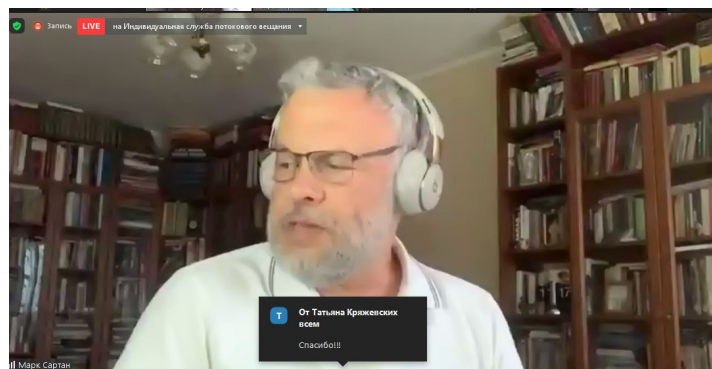 Запись LIVE на Индивидуальная служба потокового вещания
Т
От Татьяна Кряжевских
всем
Спасибо!!!
Марк Сартан